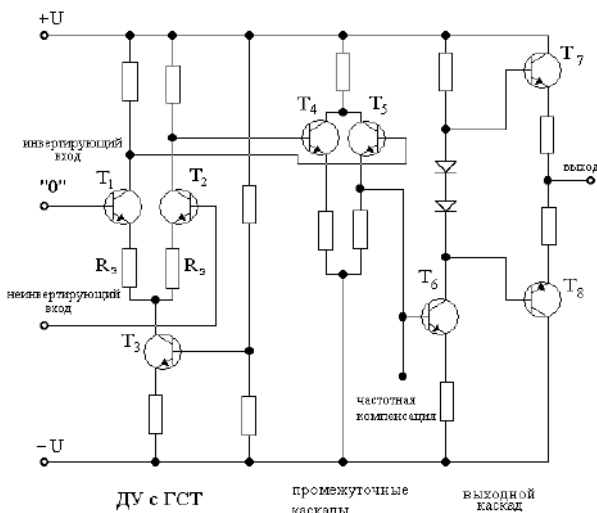 +U
T7
T4
T5
инвертирующий
вход
выход
"0"
T1
T2
Rэ
Rэ
T6
T8
неинвертирующий
вход
T3
частотная
компенсация
−U
ДУ с ГСТ
промежуточные
каскады
выходной
каскад